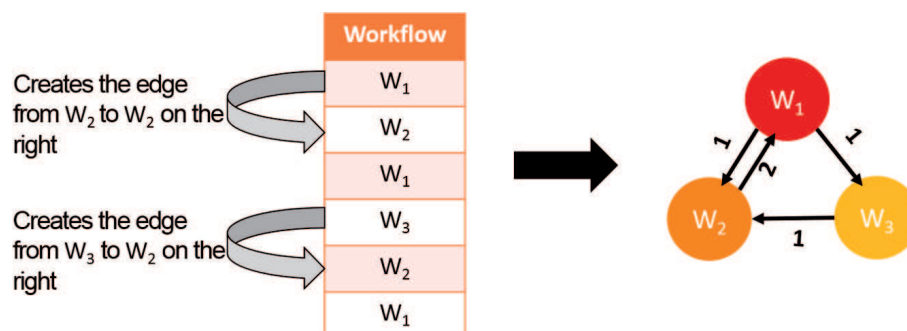 Workflow
Creates the edge
from W₂ to W₂ on the
right
W₁
W₂
W₁
Creates the edge
from W₃ to W₂ on the
right
W₃
W₂
W₁
W₁
1
2
1
W₂
W₃
1